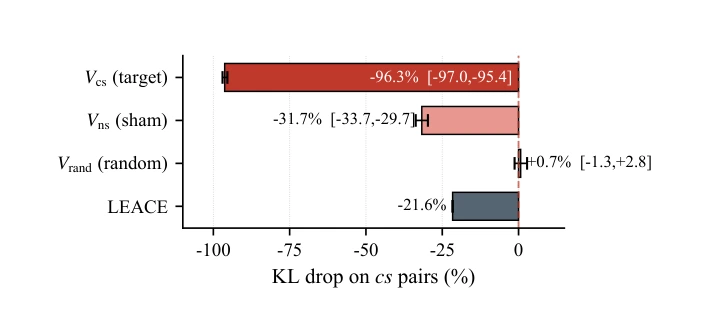 V_cs (target) -96.3% [-97.0,-95.4]
V_ns (sham) -31.7% [-33.7,-29.7]
V_rand (random) +0.7% [-1.3,+2.8]
LEACE -21.6%
-100 -75 -50 -25 0
KL drop on cs pairs (%)